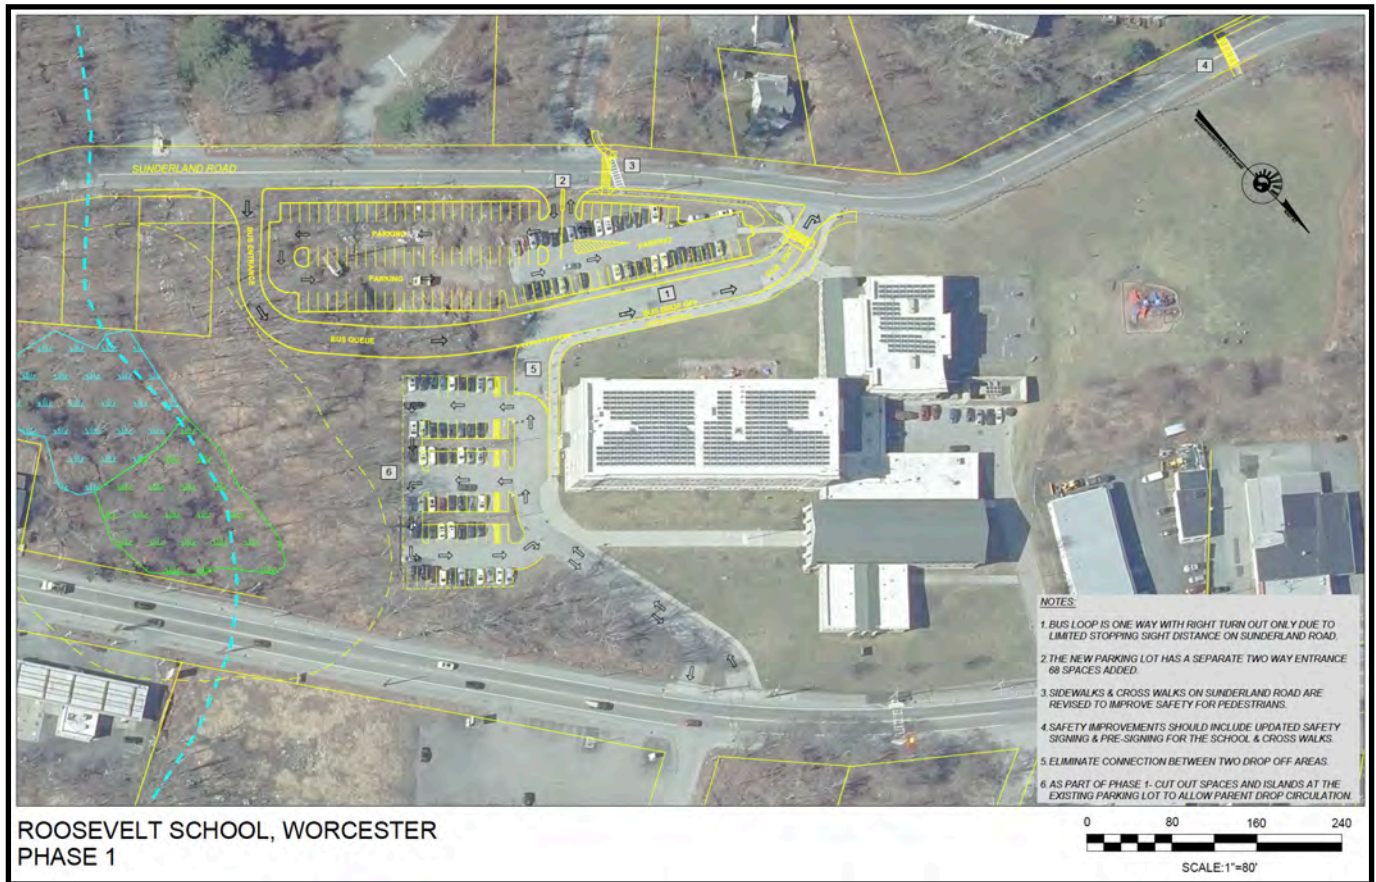 4
3
SUNDERLAND ROAD
2
PARKING
PARKING
BUS ENTRANCE
PARKING
BUS EXIT
1
BUS DROP OFF
BUS QUEUE
5
6
NOTES:
1. BUS LOOP IS ONE WAY WITH RIGHT TURN OUT ONLY DUE TO
LIMITED STOPPING SIGHT DISTANCE ON SUNDERLAND ROAD.
2. THE NEW PARKING LOT HAS A SEPARATE TWO WAY ENTRANCE
68 SPACES ADDED.
3. SIDEWALKS & CROSS WALKS ON SUNDERLAND ROAD ARE
REVISED TO IMPROVE SAFETY FOR PEDESTRIANS.
4. SAFETY IMPROVEMENTS SHOULD INCLUDE UPDATED SAFETY
SIGNING & PRE-SIGNING FOR THE SCHOOL & CROSS WALKS.
5. ELIMINATE CONNECTION BETWEEN TWO DROP OFF AREAS.
6. AS PART OF PHASE 1- CUT OUT SPACES AND ISLANDS AT THE
EXISTING PARKING LOT TO ALLOW PARENT DROP CIRCULATION.
ROOSEVELT SCHOOL, WORCESTER
PHASE 1
0 80 160 240
SCALE:1"=80'